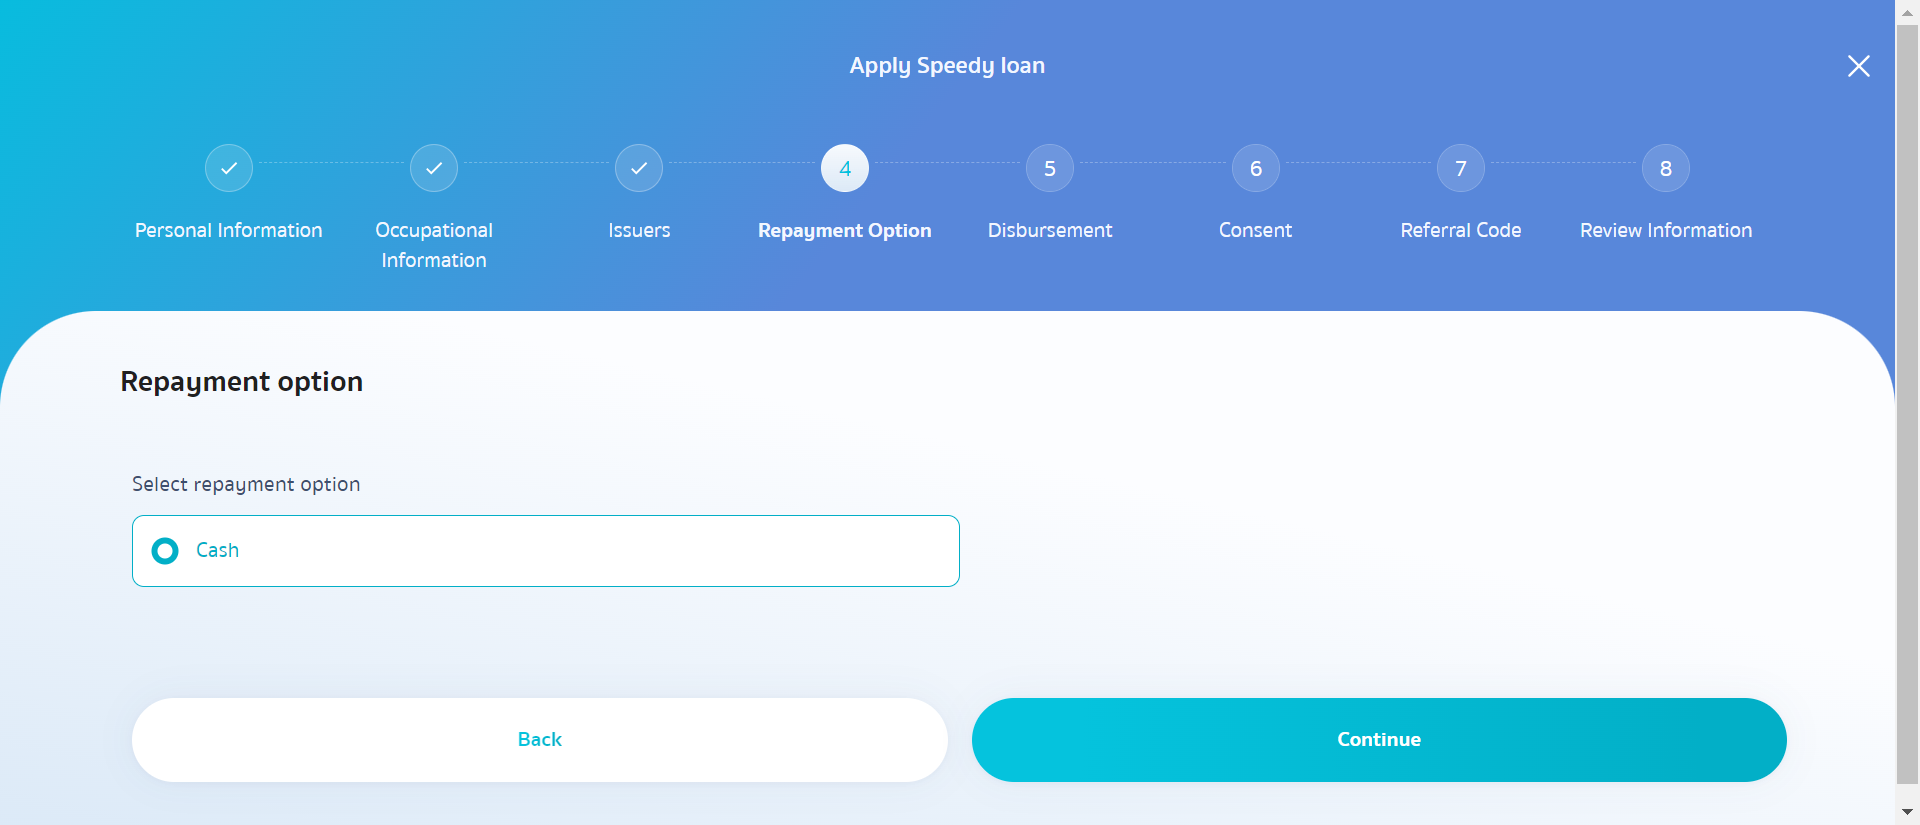 Apply Speedy loan
4
5
6
7
8
Personal Information
Occupational
Information
Issuers
Repayment Option
Disbursement
Consent
Referral Code
Review Information
Repayment option
Select repayment option
Cash
Back
Continue